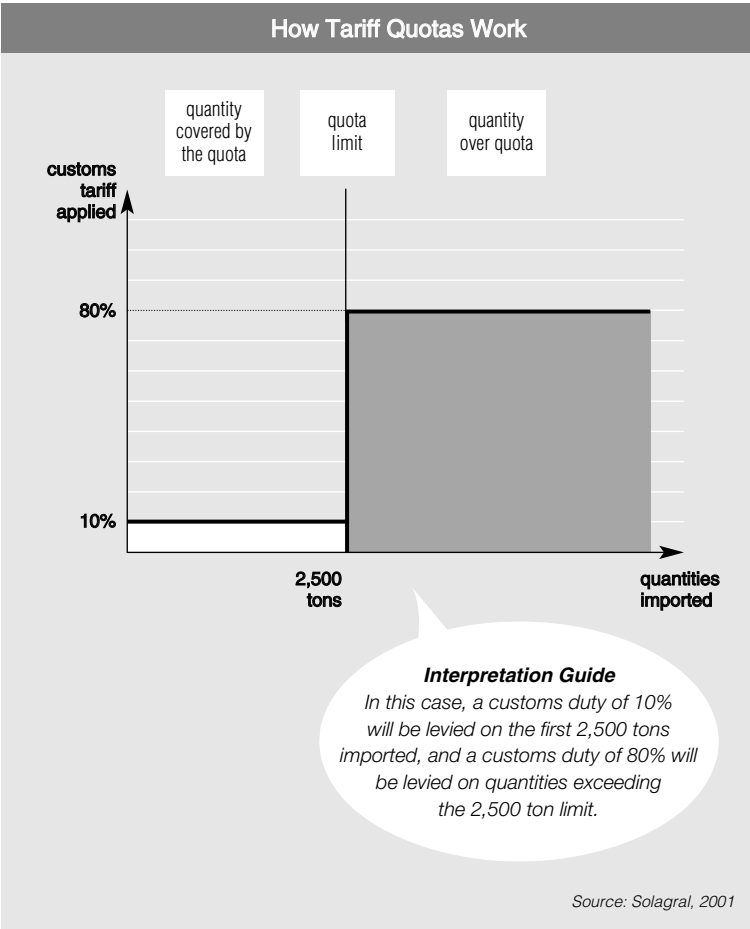 How Tariff Quotas Work
quantity
covered by
the quota
quota
limit
quantity
over quota
customs
tariff
applied
80%
10%
2,500
tons
quantities
imported
Interpretation Guide
In this case, a customs duty of 10%
will be levied on the first 2,500 tons
imported, and a customs duty of 80% will
be levied on quantities exceeding
the 2,500 ton limit.
Source: Solagral, 2001